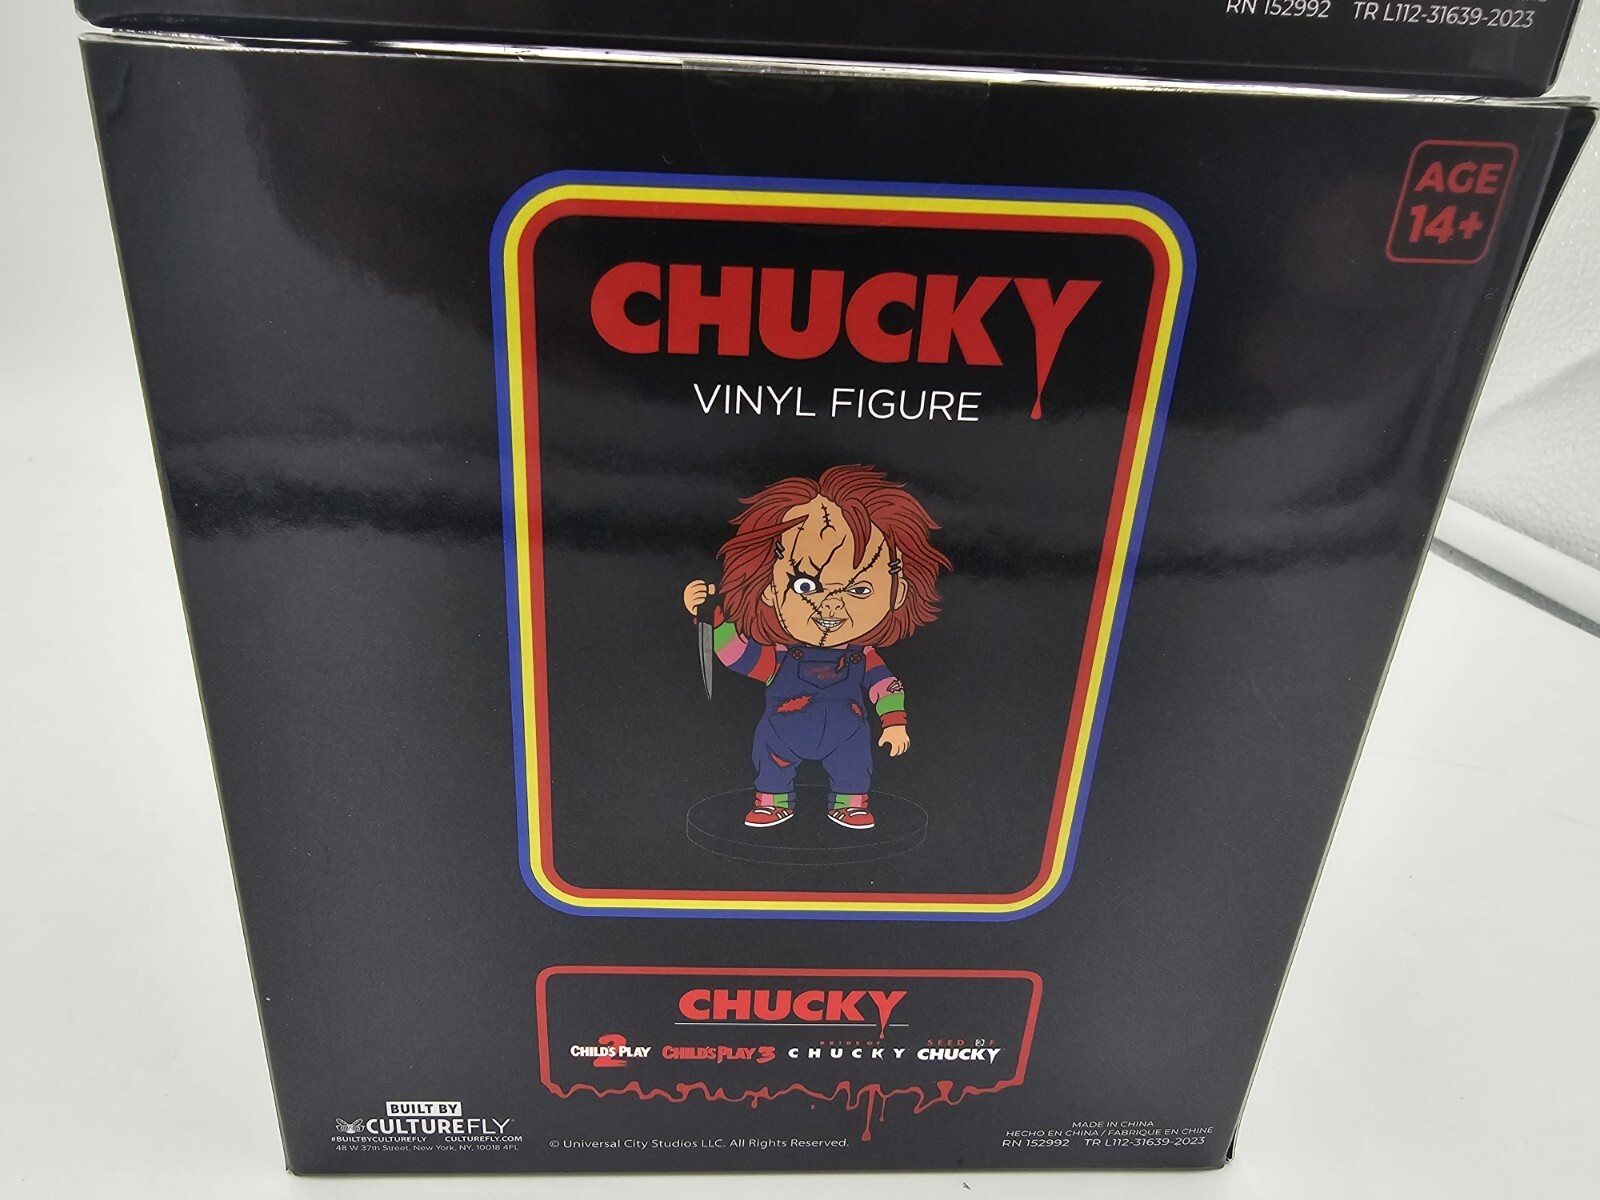 RN 152992 TR L112-31639-2023
AGE
14+
CHUCKY
VINYL FIGURE
CHUCKY
CHILD'S PLAY 2 CHILD'S PLAY 3 BRIDE OF CHUCKY SEED OF CHUCKY
BUILT BY
CULTUREFLY
#BUILTBYCULTUREFLY CULTUREFLY.COM
48 W 37th Street, New York, NY, 10018 4FL
© Universal City Studios LLC. All Rights Reserved.
MADE IN CHINA
HECHO EN CHINA / FABRIQUE EN CHINE
RN 152992 TR L112-31639-2023